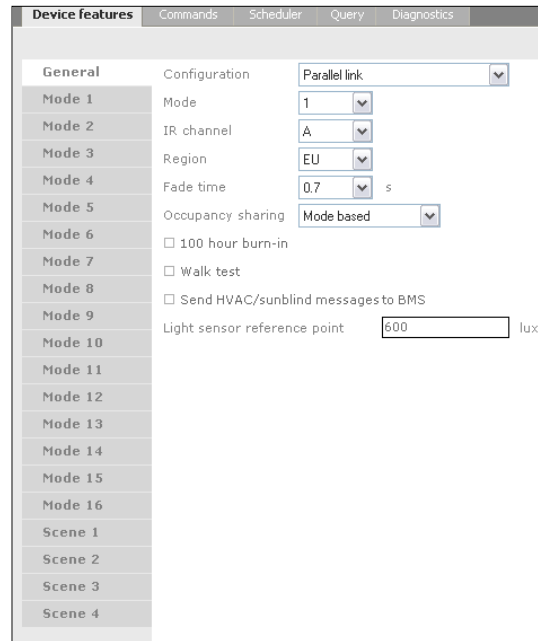 Device features Commands Scheduler Query Diagnostics
General
Mode 1
Mode 2
Mode 3
Mode 4
Mode 5
Mode 6
Mode 7
Mode 8
Mode 9
Mode 10
Mode 11
Mode 12
Mode 13
Mode 14
Mode 15
Mode 16
Scene 1
Scene 2
Scene 3
Scene 4
Configuration Parallel link
Mode 1
IR channel A
Region EU
Fade time 0.7 s
Occupancy sharing Mode based
100 hour burn-in
Walk test
Send HVAC/sunblind messages to BMS
Light sensor reference point 600 lux